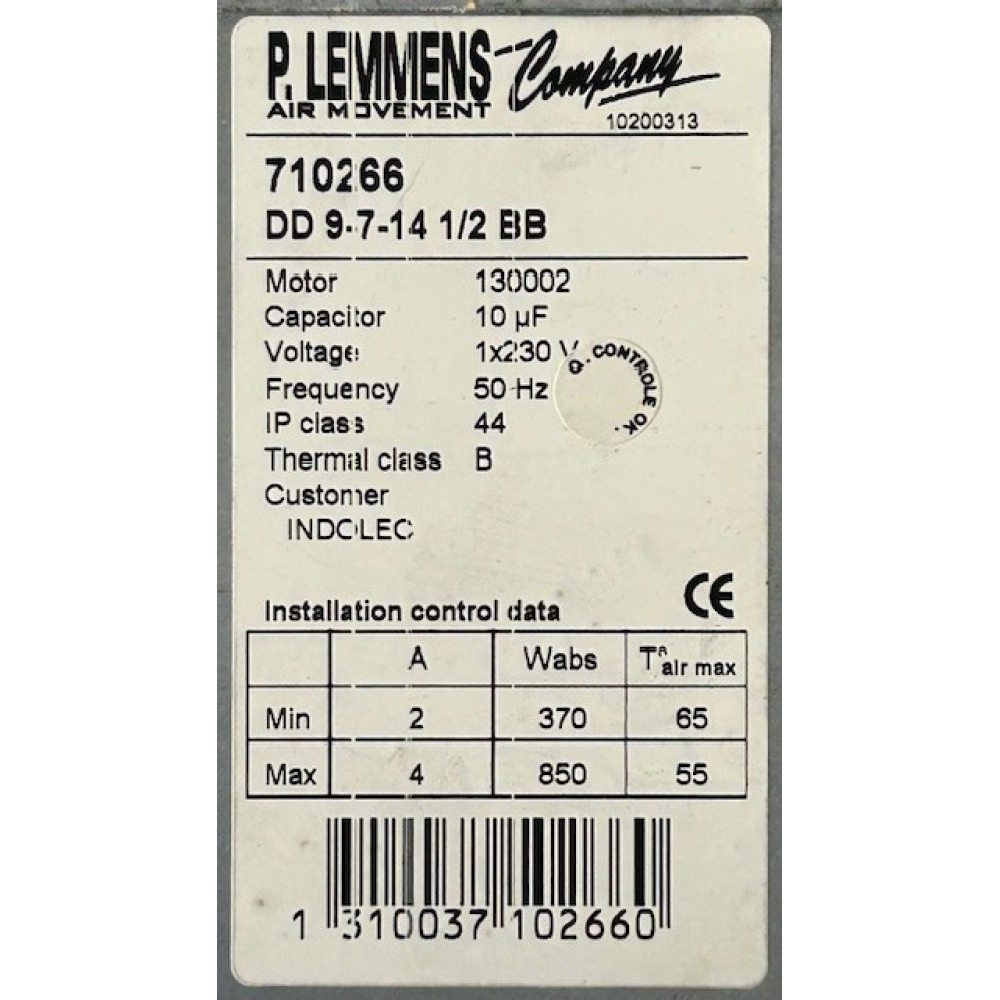 P. LEMMENS Company
AIR MOVEMENT
10200313
710266
DD 9-7-14 1/2 BB
Motor 130002
Capacitor 10 µF
Voltage 1x230 V
Q. CONTROLE OK.
Frequency 50 Hz
IP class 44
Thermal class B
Customer
INDOLEC
CE
Installation control data
A Wabs T° air max
Min 2 370 65
Max 4 850 55
1 310037 102660